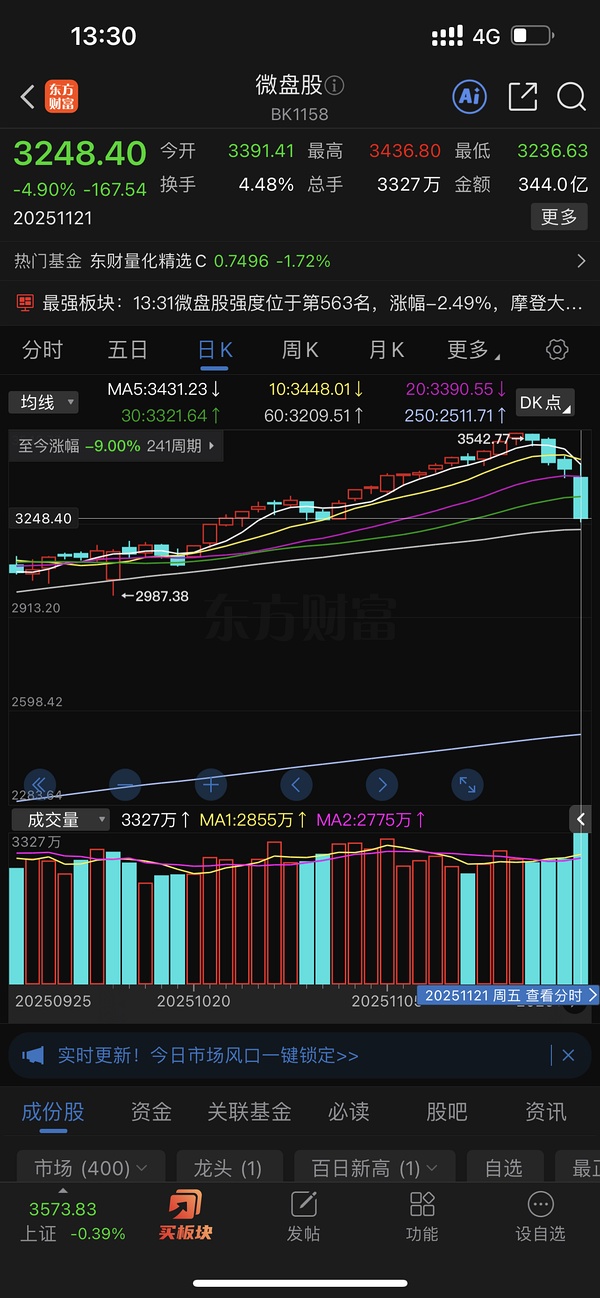 13:30 4G
东方财富 微盘股 Ai
BK1158
3248.40 今开 3391.41 最高 3436.80 最低 3236.63
-4.90% -167.54 换手 4.48% 总手 3327万 金额 344.0亿
20251121 更多
热门基金 东财量化精选C 0.7496 -1.72%
最强板块：13:31微盘股强度位于第563名，涨幅-2.49%，摩登大...
分时 五日 日K 周K 月K 更多
均线 MA5:3431.23↓ 10:3448.01↓ 20:3390.55↓ DK点
30:3321.64↑ 60:3209.51↑ 250:2511.71↑
至今涨幅 -9.00% 241周期
3542.77→
3248.40
←2987.38
2913.20
东方财富
2598.42
2283.64
成交量 3327万↑ MA1:2855万↑ MA2:2775万↑
3327万
20250925 20251020 20251105 20251121 周五 查看分时
实时更新！今日市场风口一键锁定>>
成份股 资金 关联基金 必读 股吧 资讯
市场 (400) 龙头 (1) 百日新高 (1) 自选
3573.83
上证 -0.39% 买板块 发帖 功能 设自选